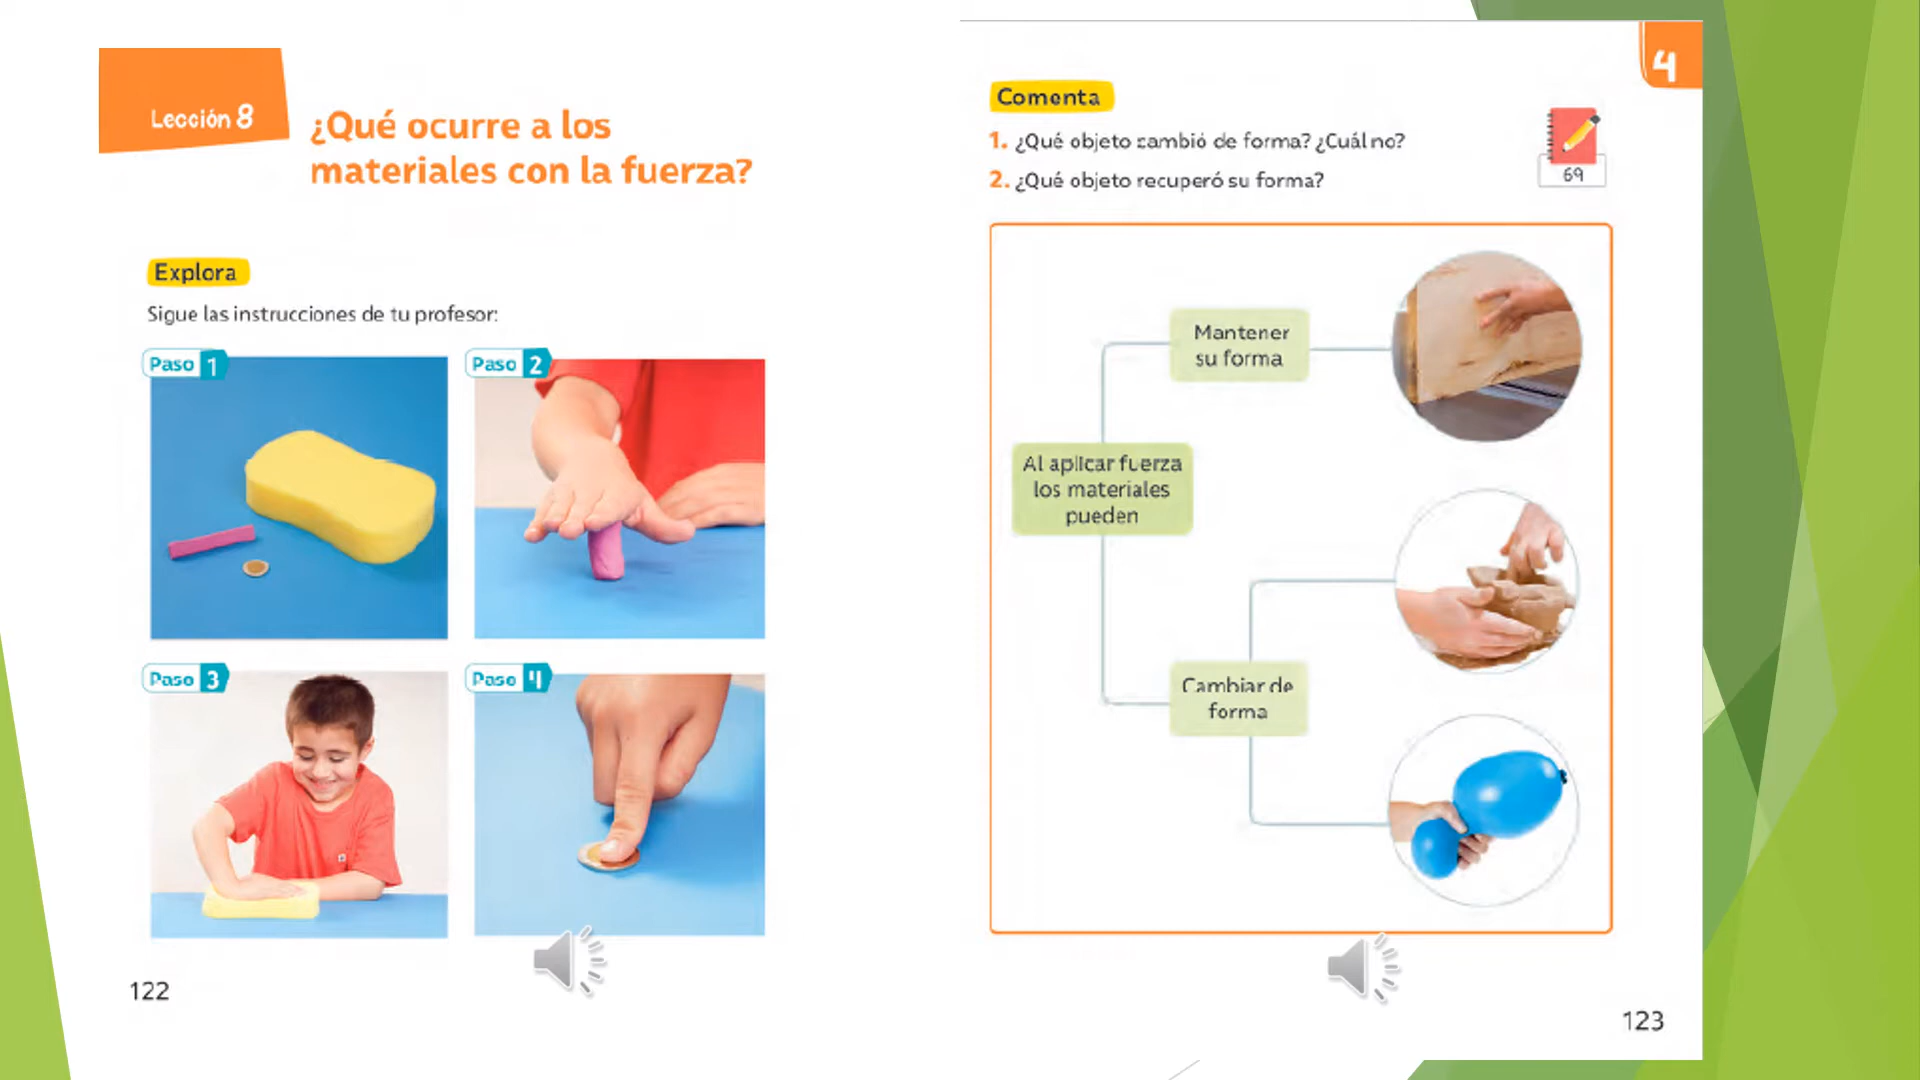 Lección 8
¿Qué ocurre a los
materiales con la fuerza?
Explora
Sigue las instrucciones de tu profesor:
Paso 1
Paso 2
Paso 3
Paso 4
122
4
Comenta
1. ¿Qué objeto cambió de forma? ¿Cuál no?
2. ¿Qué objeto recuperó su forma?
69
Mantener
su forma
Al aplicar fuerza
los materiales
pueden
Cambiar de
forma
123